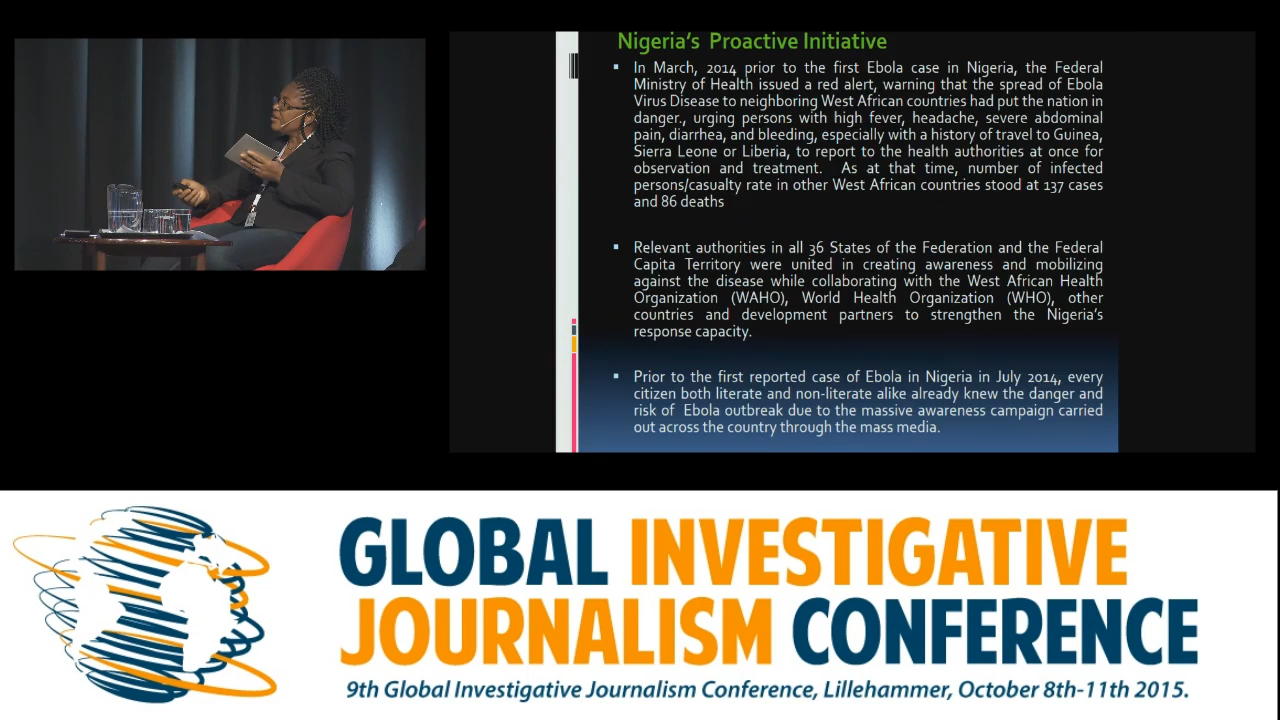 Nigeria's Proactive Initiative
In March, 2014 prior to the first Ebola case in Nigeria, the Federal
Ministry of Health issued a red alert, warning that the spread of Ebola
Virus Disease to neighboring West African countries had put the nation in
danger., urging persons with high fever, headache, severe abdominal
pain, diarrhea, and bleeding, especially with a history of travel to Guinea,
Sierra Leone or Liberia, to report to the health authorities at once for
observation and treatment. As at that time, number of infected
persons/casualty rate in other West African countries stood at 137 cases
and 86 deaths
Relevant authorities in all 36 States of the Federation and the Federal
Capita Territory were united in creating awareness and mobilizing
against the disease while collaborating with the West African Health
Organization (WAHO), World Health Organization (WHO), other
countries and development partners to strengthen the Nigeria's
response capacity.
Prior to the first reported case of Ebola in Nigeria in July 2014, every
citizen both literate and non-literate alike already knew the danger and
risk of Ebola outbreak due to the massive awareness campaign carried
out across the country through the mass media.
GLOBAL INVESTIGATIVE
JOURNALISM CONFERENCE
9th Global Investigative Journalism Conference, Lillehammer, October 8th-11th 2015.